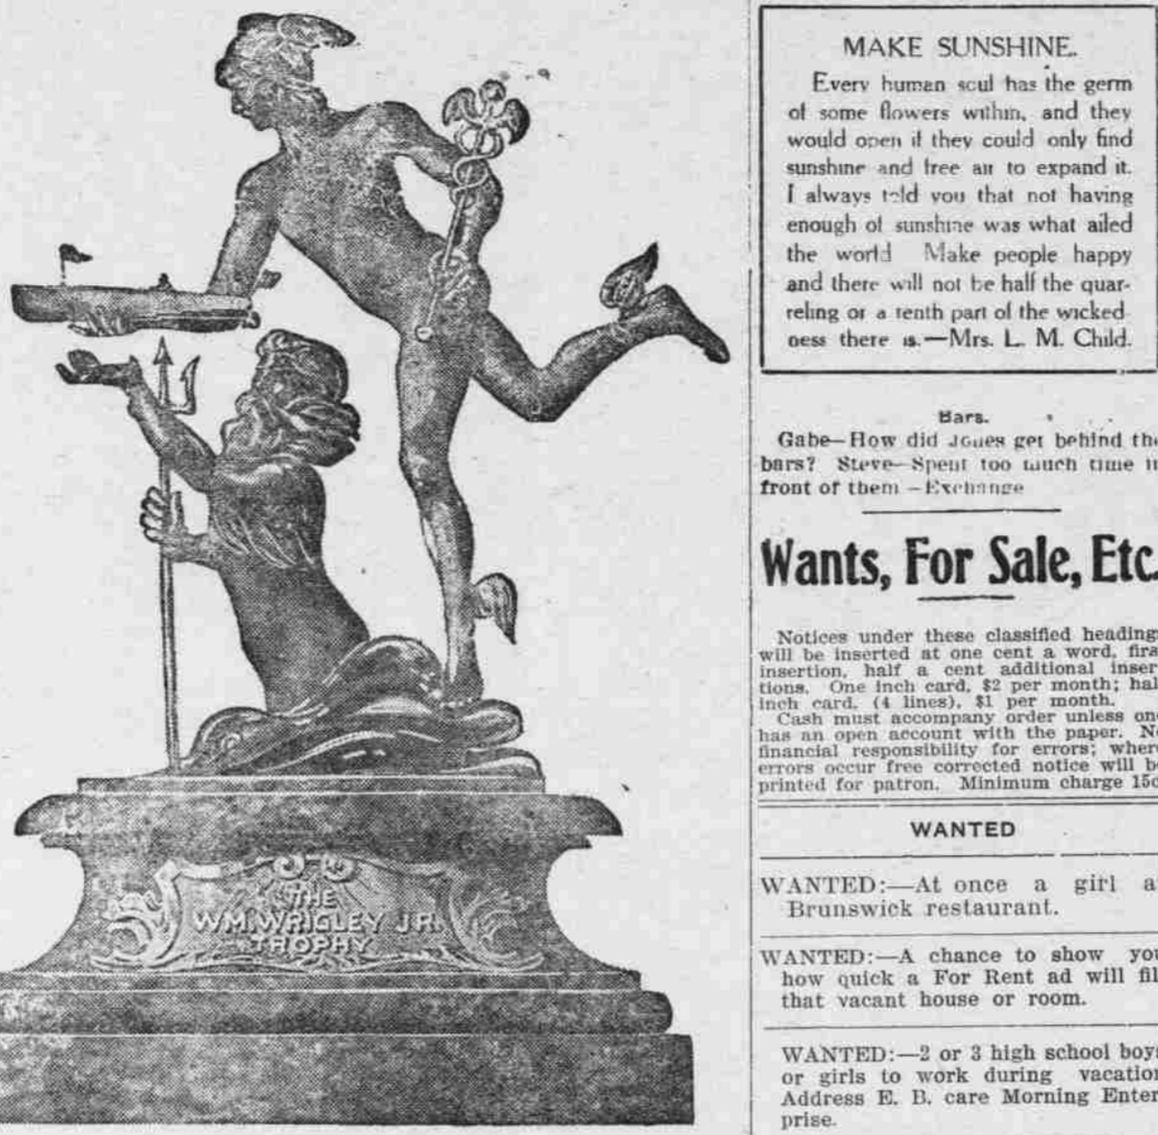 THE
WM. WRIGLEY JR.
TROPHY
MAKE SUNSHINE.
Every human soul has the germ
of some flowers within, and they
would open if they could only find
sunshine and free air to expand it.
I always told you that not having
enough of sunshine was what ailed
the world Make people happy
and there will not be half the quar-
reling or a tenth part of the wicked
ness there is.—Mrs. L. M. Child.
Bars.
Gabe—How did Jones get behind the
bars? Steve—Spent too much time in
front of them —Exchange
Wants, For Sale, Etc.
Notices under these classified headings
will be inserted at one cent a word, first
insertion, half a cent additional inser
tions. One inch card, $2 per month; half
inch card, (4 lines), $1 per month.
Cash must accompany order unless one
has an open account with the paper. No
financial responsibility for errors; where
errors occur free corrected notice will be
printed for patron. Minimum charge 15c
WANTED
WANTED:—At once a girl at
Brunswick restaurant.
WANTED:—A chance to show you
how quick a For Rent ad will fill
that vacant house or room.
WANTED:—2 or 3 high school boys
or girls to work during vacation
Address E. B. care Morning Enter
prise.